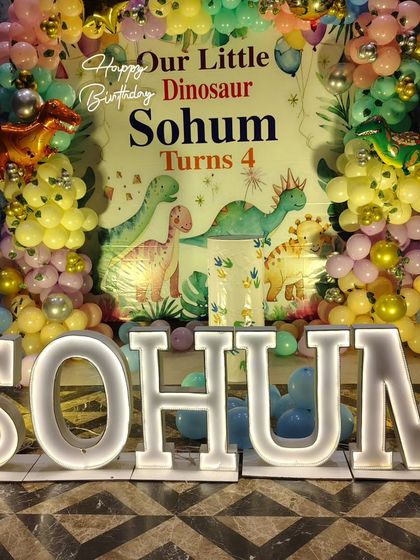 Happy
Birthday
Our Little
Dinosaur
Sohum
Turns 4
SOHUM